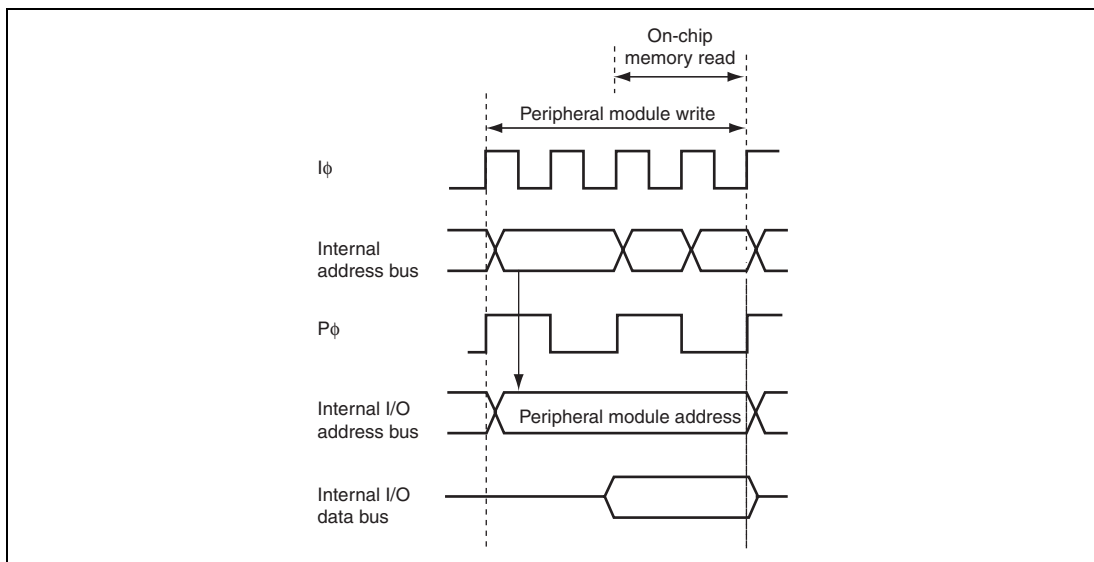 On-chip
memory read
Peripheral module write
Iϕ
Internal
address bus
Pϕ
Internal I/O
address bus
Peripheral module address
Internal I/O
data bus